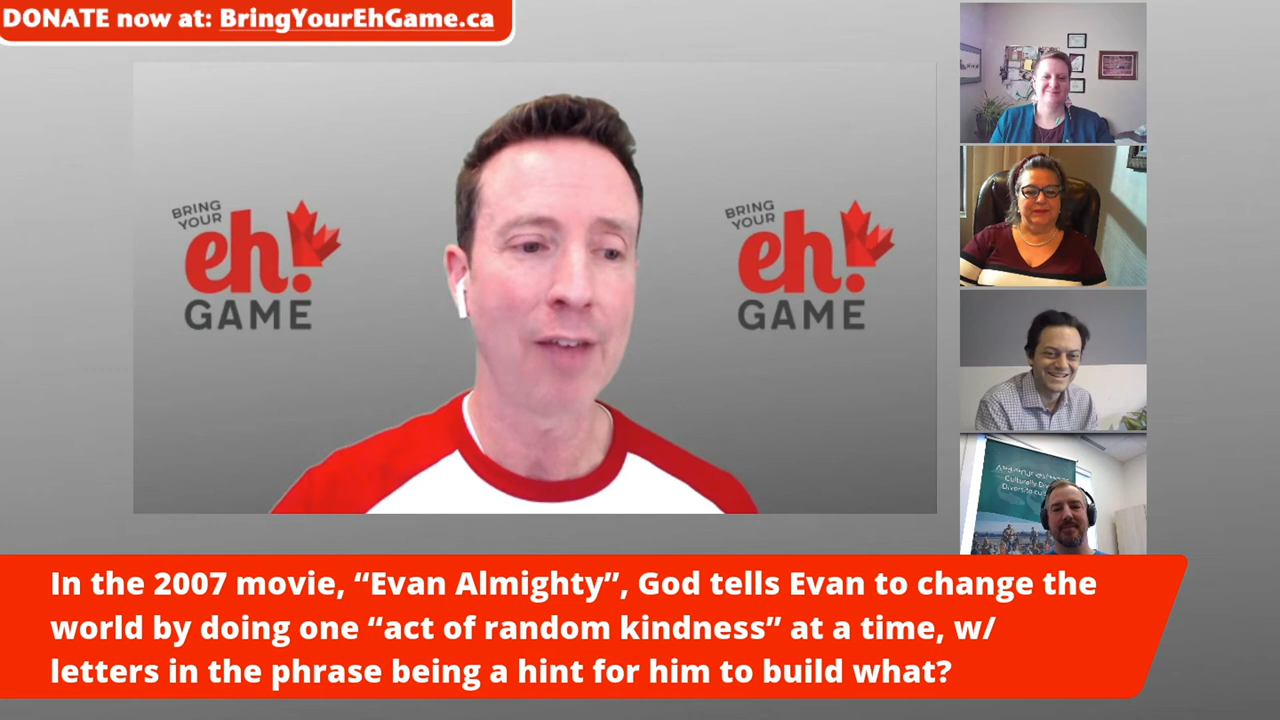 DONATE now at: BringYourEhGame.ca
BRING
YOUR
eh!
GAME
BRING
YOUR
eh!
GAME
In the 2007 movie, “Evan Almighty”, God tells Evan to change the
world by doing one “act of random kindness” at a time, w/
letters in the phrase being a hint for him to build what?